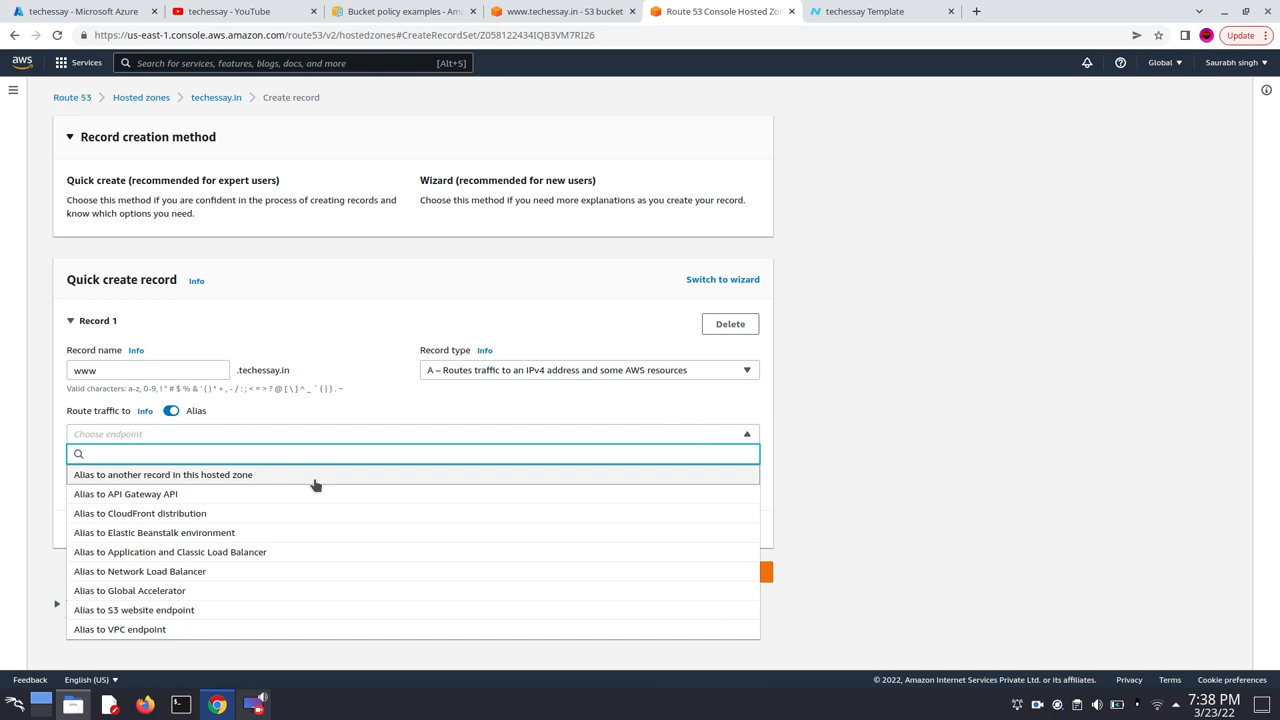 techessay - Microsoft Azure
techessay - YouTube
Bucket policy examples - Am
www.techessay.in - S3 bucket
Route 53 Console Hosted Zo
techessay Template
https://us-east-1.console.aws.amazon.com/route53/v2/hostedzones#CreateRecordSet/Z058122434IQB3VM7RI26
Update
aws
Services
Search for services, features, blogs, docs, and more
[Alt+S]
Global
Saurabh singh
Route 53
Hosted zones
techessay.in
Create record
Record creation method
Quick create (recommended for expert users)
Choose this method if you are confident in the process of creating records and
know which options you need.
Wizard (recommended for new users)
Choose this method if you need more explanations as you create your record.
Quick create record
Info
Switch to wizard
Record 1
Delete
Record name Info
www
.techessay.in
Valid characters: a-z, 0-9, ! " # $ % & ' ( ) * + , - / : ; < = > ? @ [ \ ] ^ _ ` { | } . ~
Record type Info
A – Routes traffic to an IPv4 address and some AWS resources
Route traffic to Info
Alias
Choose endpoint
Alias to another record in this hosted zone
Alias to API Gateway API
Alias to CloudFront distribution
Alias to Elastic Beanstalk environment
Alias to Application and Classic Load Balancer
Alias to Network Load Balancer
Alias to Global Accelerator
Alias to S3 website endpoint
Alias to VPC endpoint
Feedback
English (US)
© 2022, Amazon Internet Services Private Ltd. or its affiliates.
Privacy
Terms
Cookie preferences
7:38 PM
3/23/22